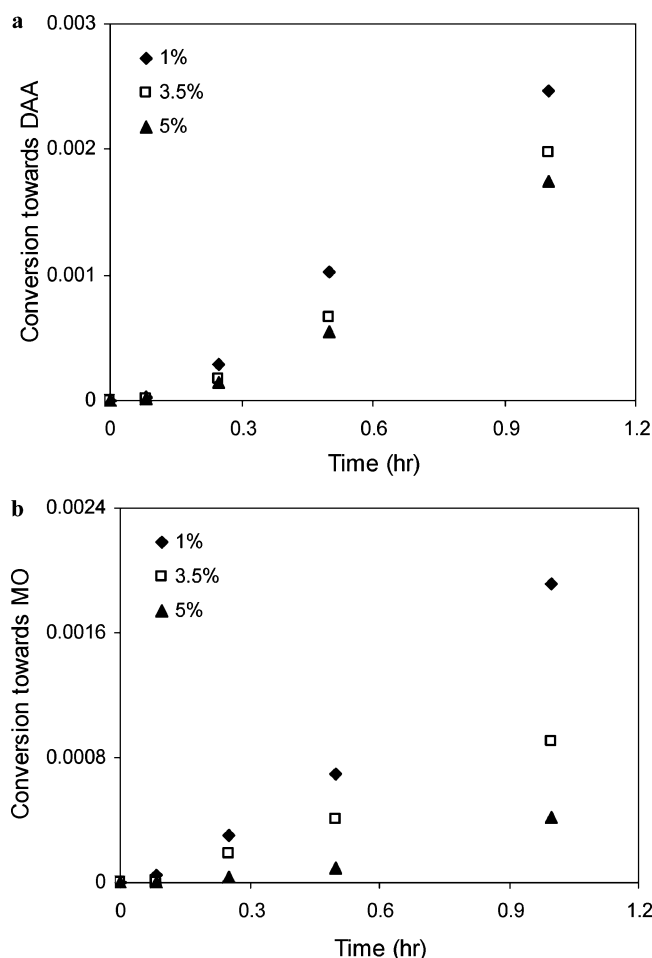 a
0.003
0.002
0.001
0
Conversion towards DAA
1%
3.5%
5%
0 0.3 0.6 0.9 1.2
Time (hr)
b
0.0024
0.0016
0.0008
0
Conversion towards MO
1%
3.5%
5%
0 0.3 0.6 0.9 1.2
Time (hr)